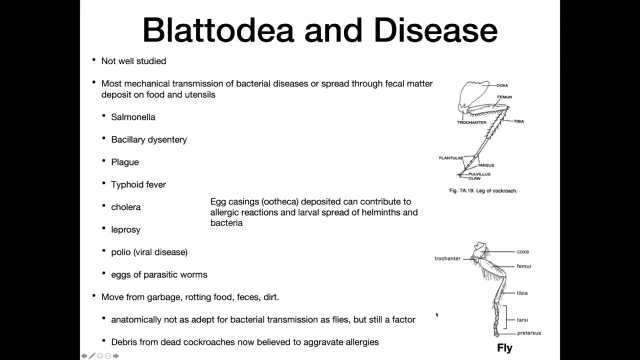 Blattodea and Disease
• Not well studied
• Most mechanical transmission of bacterial diseases or spread through fecal matter
deposit on food and utensils
• Salmonella
• Bacillary dysentery
• Plague
• Typhoid fever
• cholera
• leprosy
• polio (viral disease)
• eggs of parasitic worms
Egg casings (ootheca) deposited can contribute to
allergic reactions and larval spread of helminths and
bacteria
• Move from garbage, rotting food, feces, dirt.
• anatomically not as adept for bacterial transmission as flies, but still a factor
• Debris from dead cockroaches now believed to aggravate allergies
COXA
FEMUR
TROCHANTER
TIBIA
PLANTULAE
TARSUS
PULVILLUS
CLAW
Fig. 7A.19. Leg of cockroach.
coxa
trochanter
femur
tibia
tarsi
pretarsus
Fly